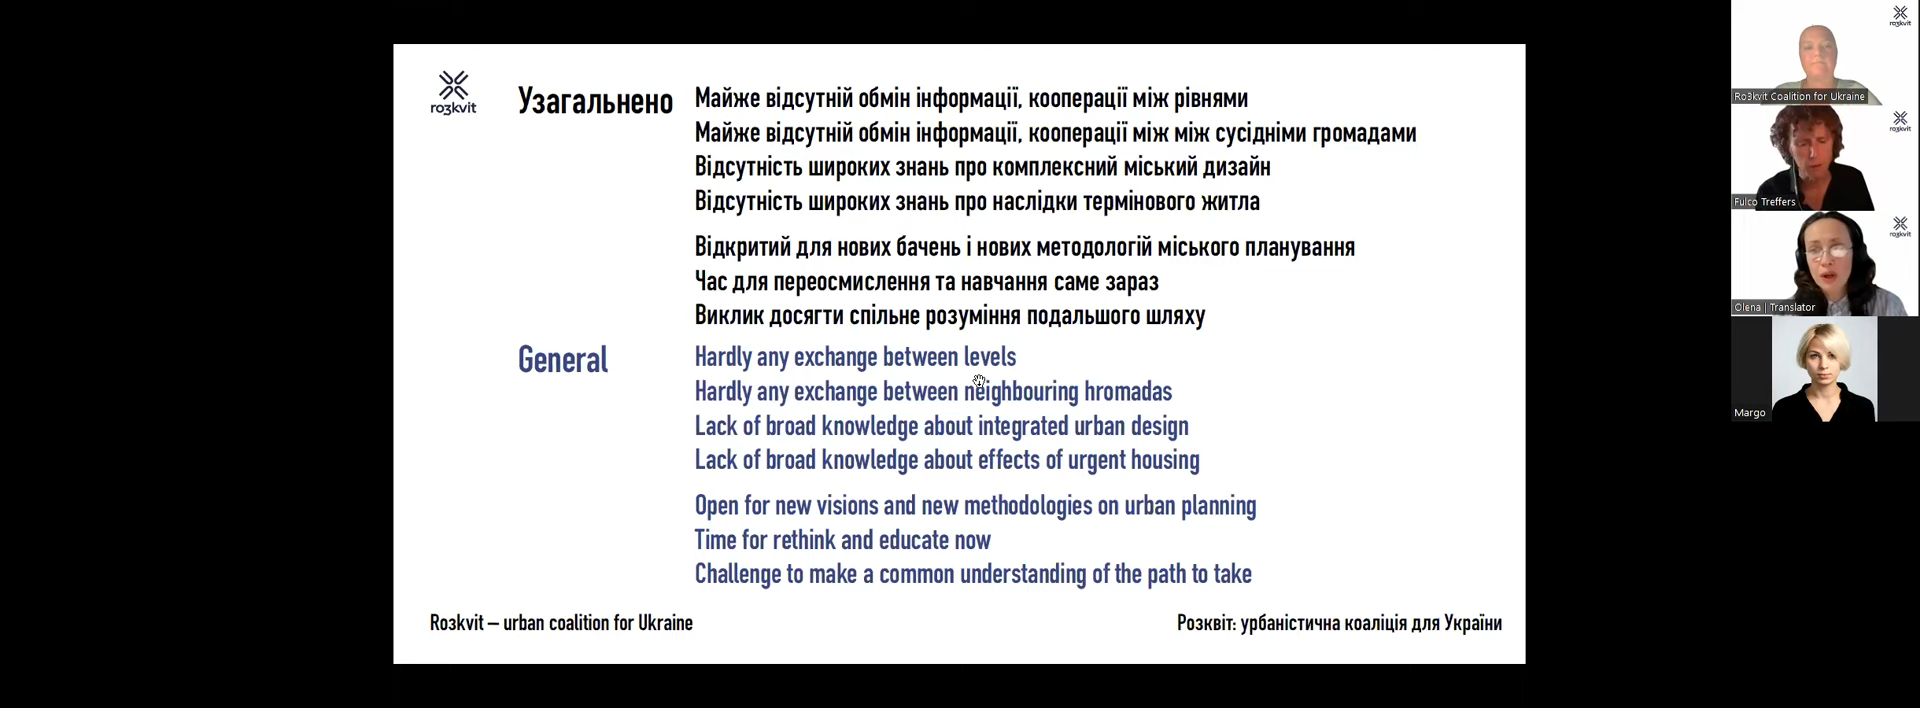 ro3kvit
Узагальнено
Майже відсутній обмін інформації, кооперації між рівнями
Майже відсутній обмін інформації, кооперації між між сусідніми громадами
Відсутність широких знань про комплексний міський дизайн
Відсутність широких знань про наслідки термінового житла
Відкритий для нових бачень і нових методологій міського планування
Час для переосмислення та навчання саме зараз
Виклик досягти спільне розуміння подальшого шляху
General
Hardly any exchange between levels
Hardly any exchange between neighbouring hromadas
Lack of broad knowledge about integrated urban design
Lack of broad knowledge about effects of urgent housing
Open for new visions and new methodologies on urban planning
Time for rethink and educate now
Challenge to make a common understanding of the path to take
Ro3kvit – urban coalition for Ukraine
Розквіт: урбаністична коаліція для України
ro3kvit
Ro3kvit Coalition for Ukraine
ro3kvit
Fulco Treffers
ro3kvit
Olena | Translator
Margo